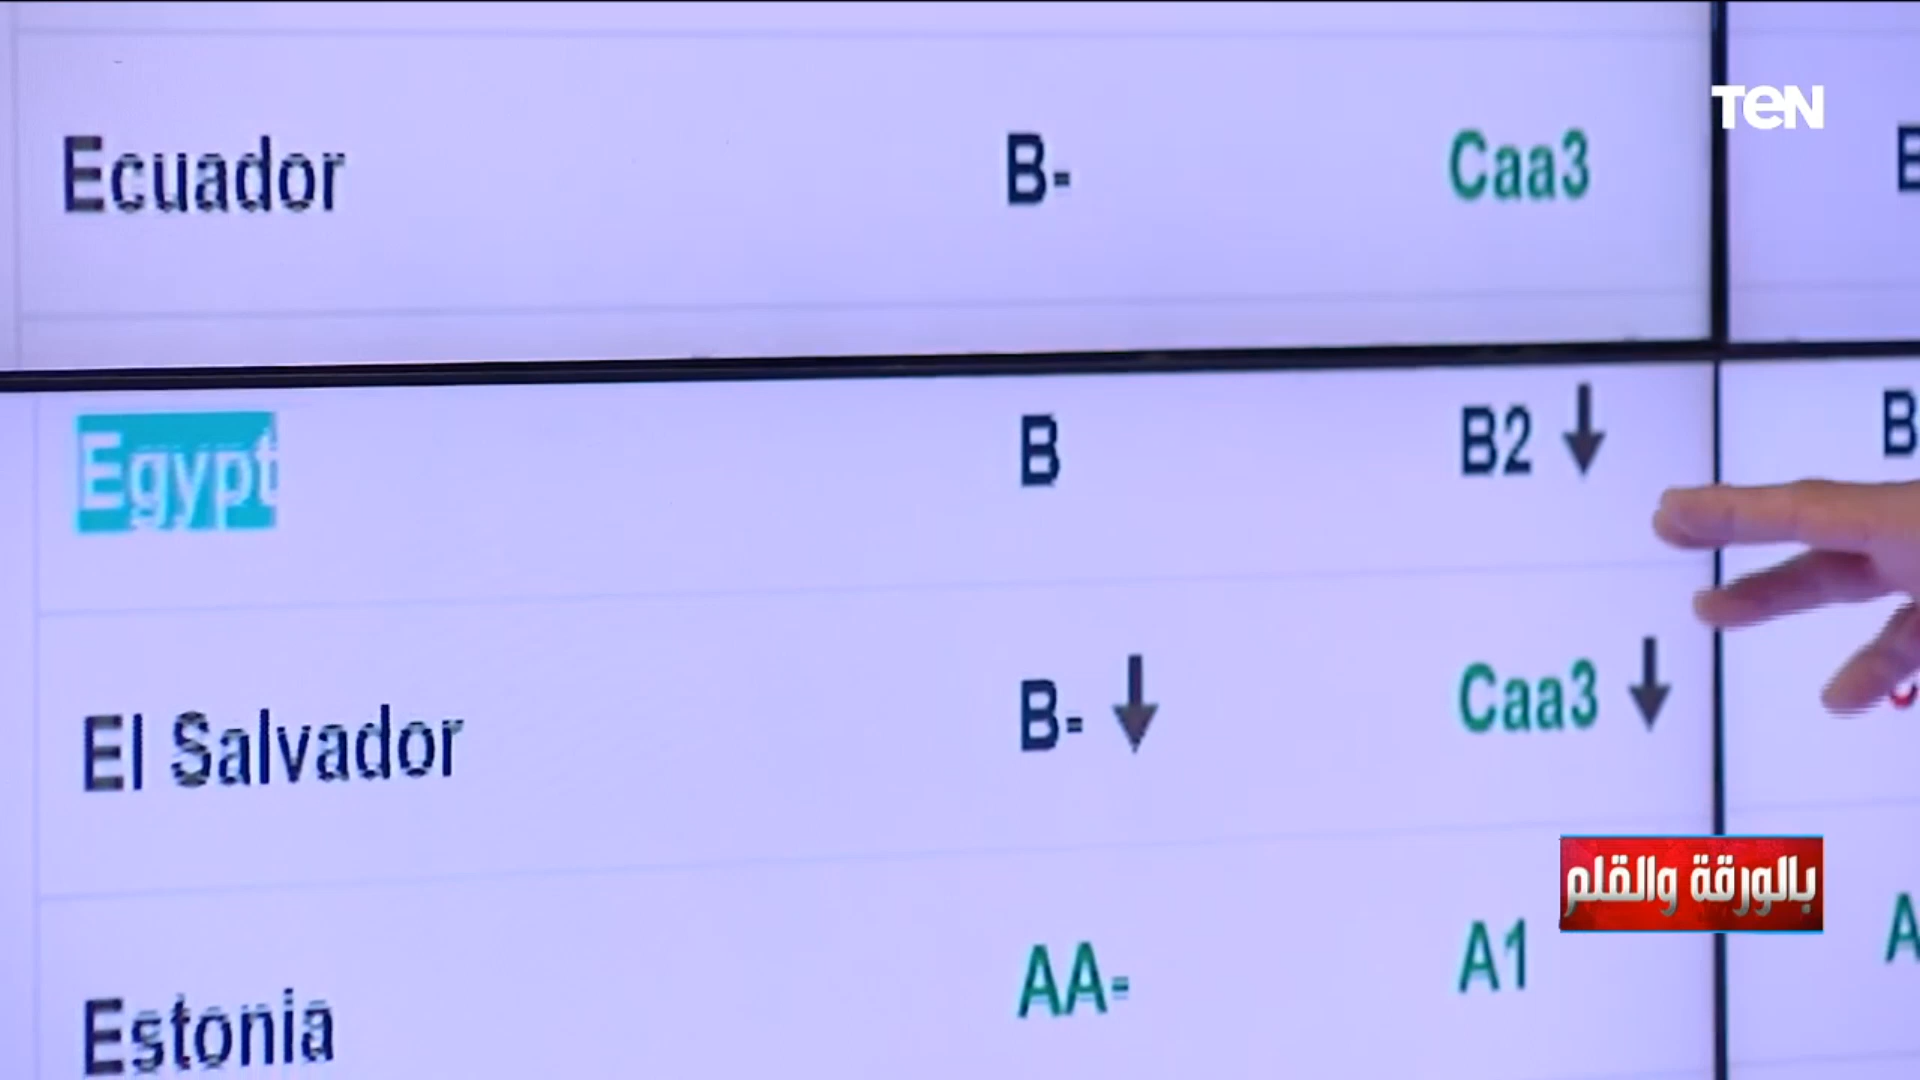 TeN
Ecuador B- Caa3
Egypt B B2 ↓
El Salvador B- ↓ Caa3 ↓
بالورقة والقلم
Estonia AA- A1